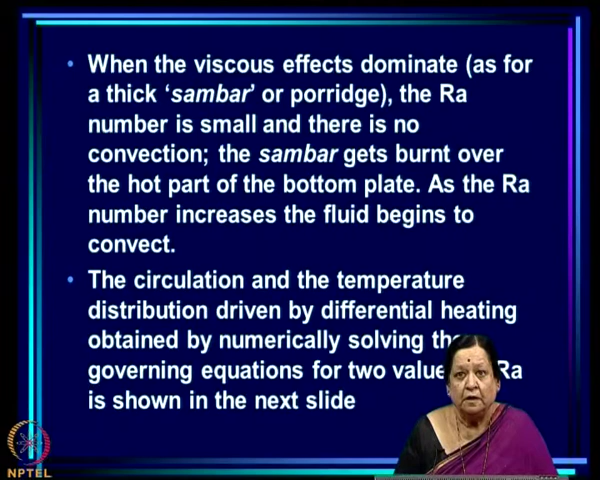 • When the viscous effects dominate (as for
a thick ‘sambar’ or porridge), the Ra
number is small and there is no
convection; the sambar gets burnt over
the hot part of the bottom plate. As the Ra
number increases the fluid begins to
convect.
• The circulation and the temperature
distribution driven by differential heating
obtained by numerically solving the
governing equations for two value Ra
is shown in the next slide
NPTEL